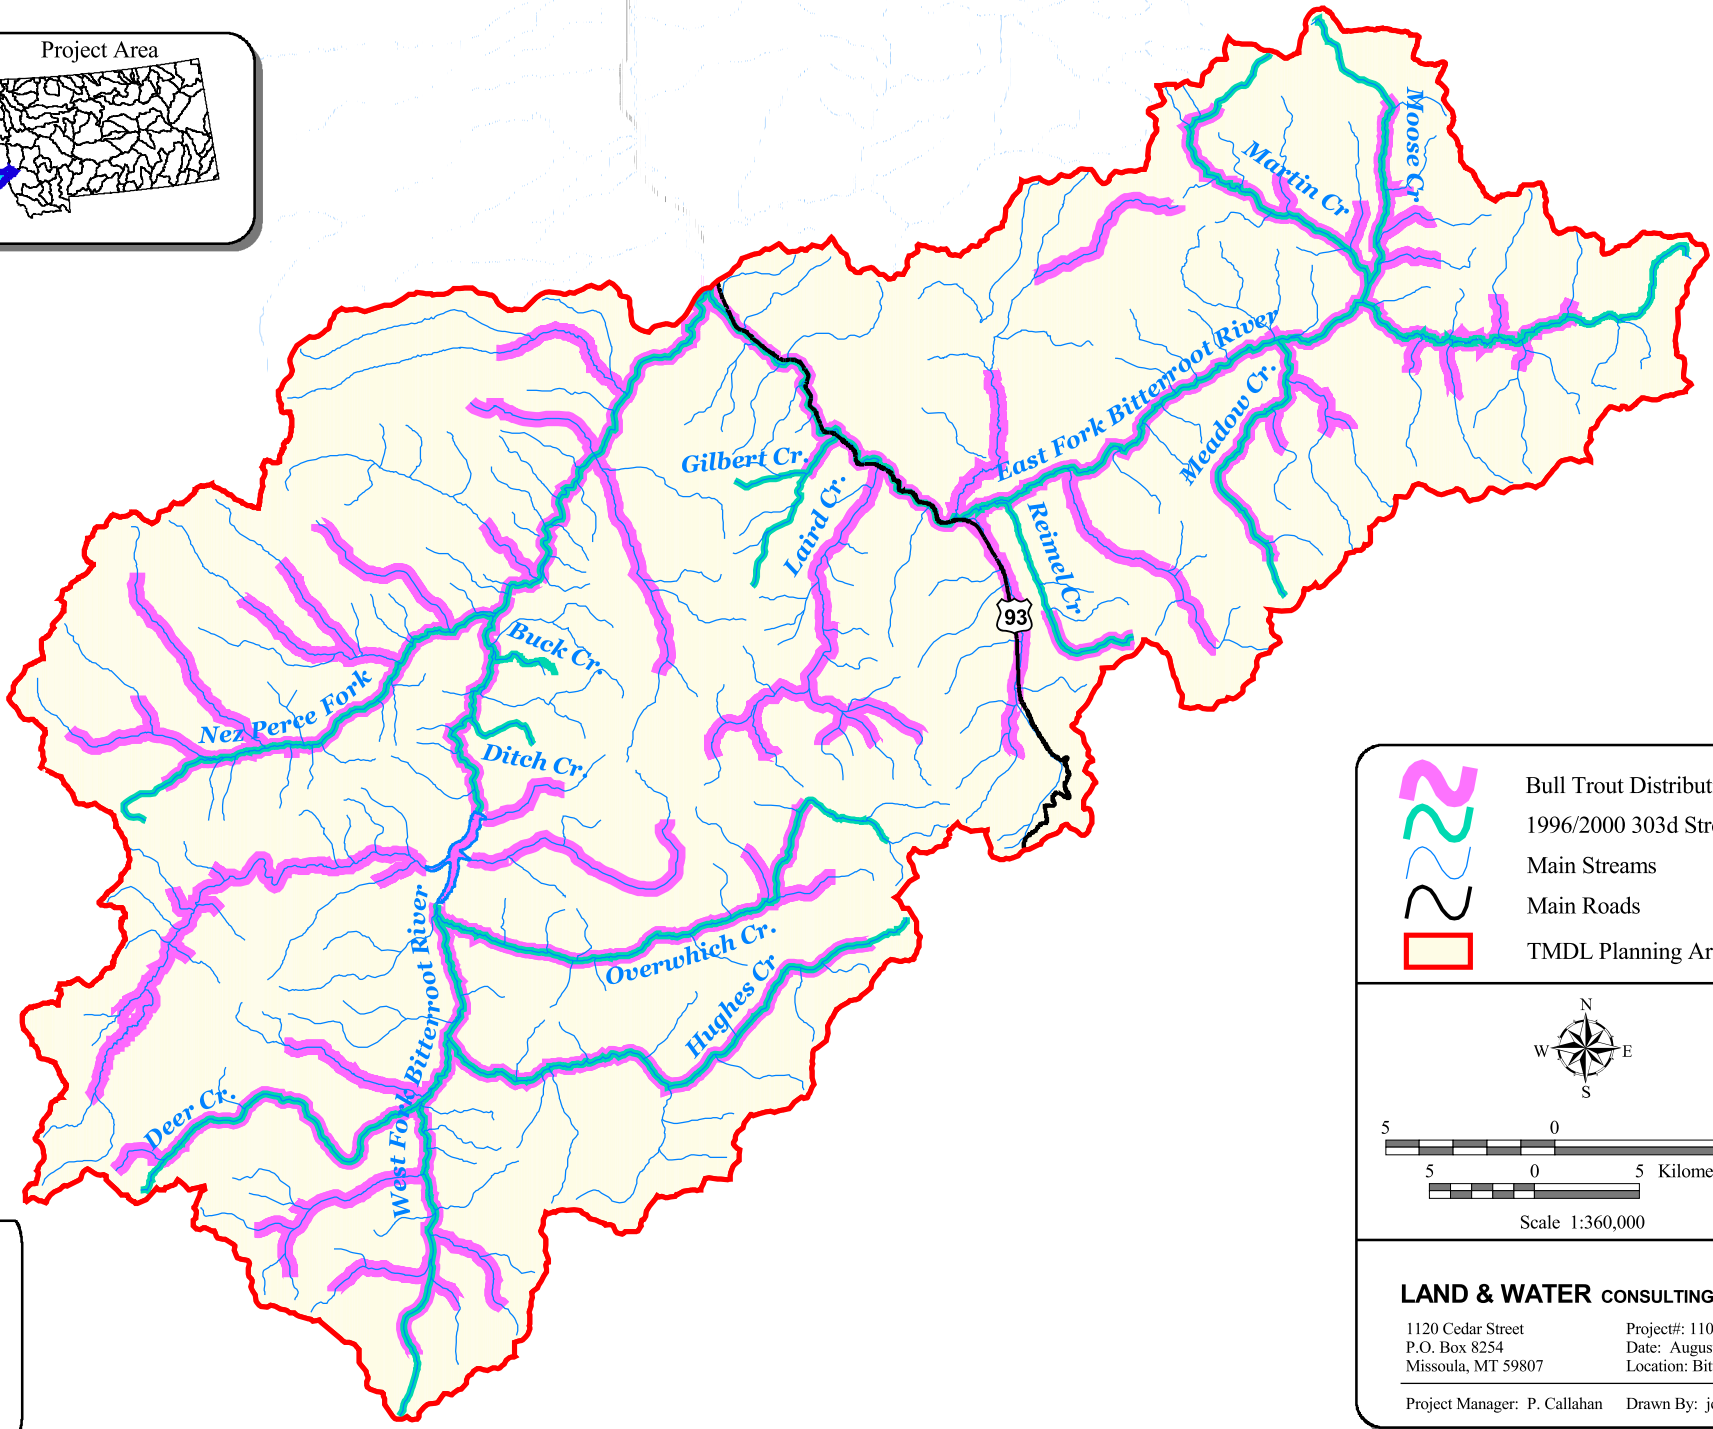 Project Area
Moose Cr
Martin Cr
East Fork Bitterroot River
Meadow Cr.
Gilbert Cr.
Laird Cr.
Reimel Cr
93
Buck Cr.
Nez Perce Fork
Ditch Cr.
Overwhich Cr.
Hughes Cr
West Fork Bitterroot River
Deer Cr.
Bull Trout Distribut
1996/2000 303d Stre
Main Streams
Main Roads
TMDL Planning Ar
N
W E
S
5 0
5 0 5 Kilome
Scale 1:360,000
LAND & WATER CONSULTING
1120 Cedar Street Project#: 110
P.O. Box 8254 Date: Augus
Missoula, MT 59807 Location: Bit
Project Manager: P. Callahan Drawn By: j